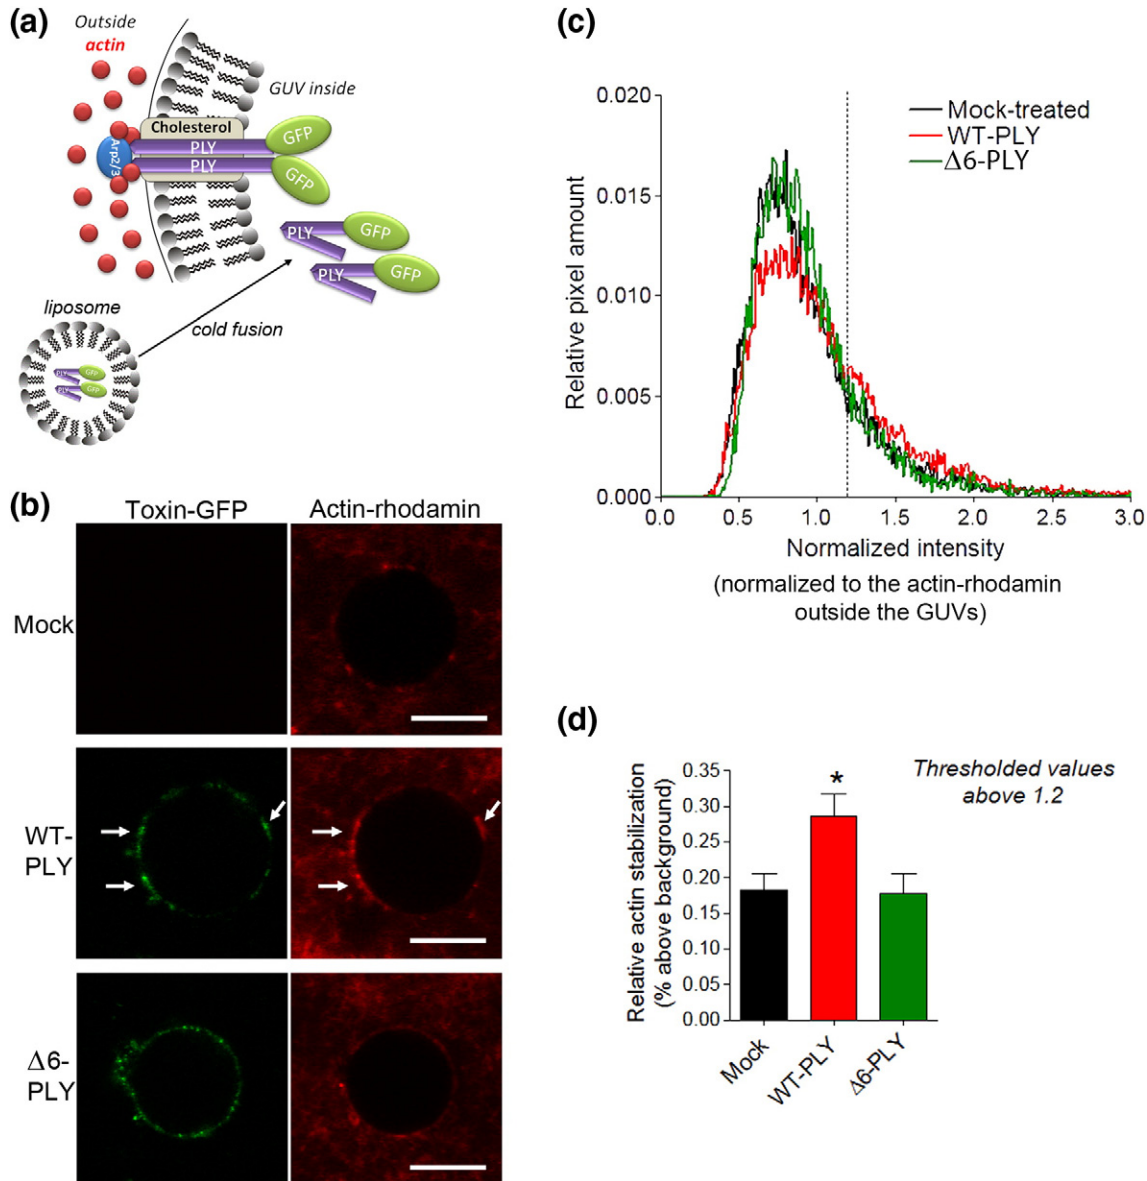 (a)
Outside
actin
GUV inside
Cholesterol
PLY
GFP
Arp2/3
PLY
GFP
PLY
GFP
PLY
GFP
liposome
cold fusion
PLY
GFP
PLY
GFP
(b)
Toxin-GFP
Actin-rhodamin
Mock
WT-
PLY
Δ6-
PLY
(c)
0.020
0.015
0.010
0.005
0.000
Relative pixel amount
Mock-treated
WT-PLY
Δ6-PLY
0.0
0.5
1.0
1.5
2.0
2.5
3.0
Normalized intensity
(normalized to the actin-rhodamin
outside the GUVs)
(d)
Relative actin stabilization
(% above background)
0.35
0.30
0.25
0.20
0.15
0.10
0.05
0.00
*
Thresholded values
above 1.2
Mock
WT-PLY
Δ6-PLY